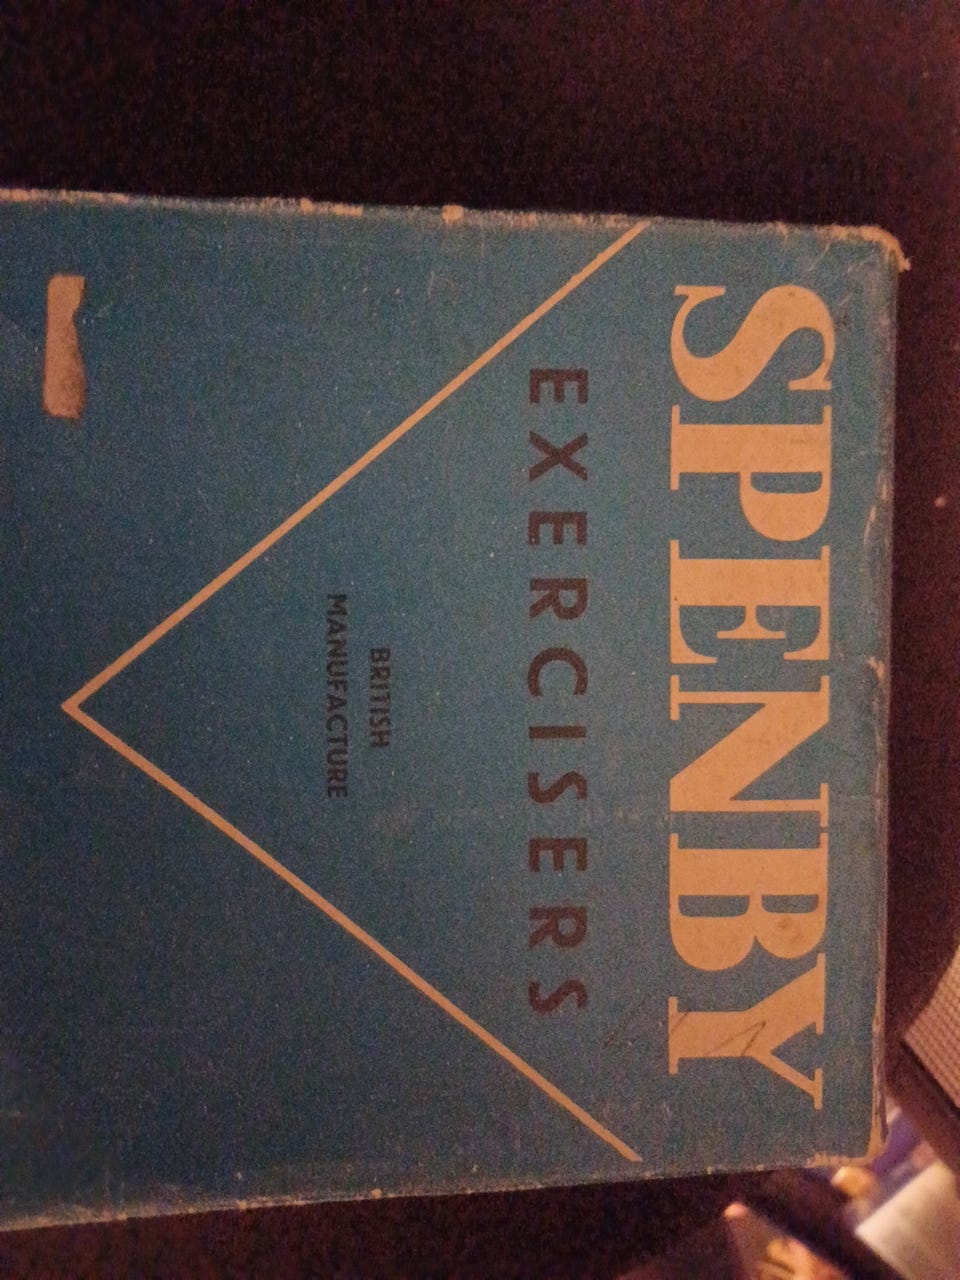 SPENBY
EXERCISERS
BRITISH
MANUFACTURE